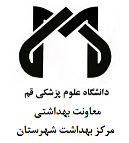 دانشگاه علوم پزشکی قم
معاونت بهداشتی
مرکز بهداشت شهرستان